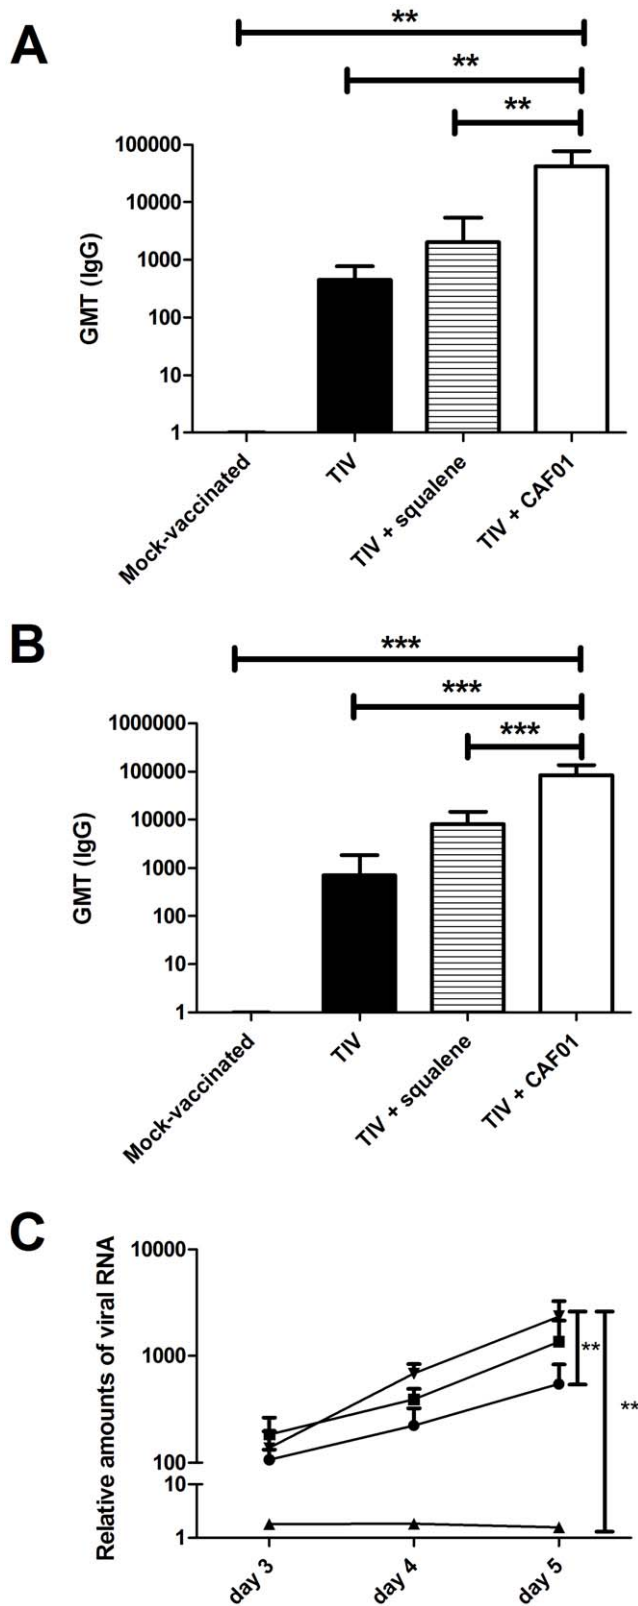 A
**
**
**
100000
10000
1000
100
10
1
GMT (IgG)
Mock-vaccinated
TIV
TIV + squalene
TIV + CAF01
B
***
***
***
1000000
100000
10000
1000
100
10
1
GMT (IgG)
Mock-vaccinated
TIV
TIV + squalene
TIV + CAF01
C
10000
1000
100
10
1
Relative amounts of viral RNA
**
**
day 3
day 4
day 5